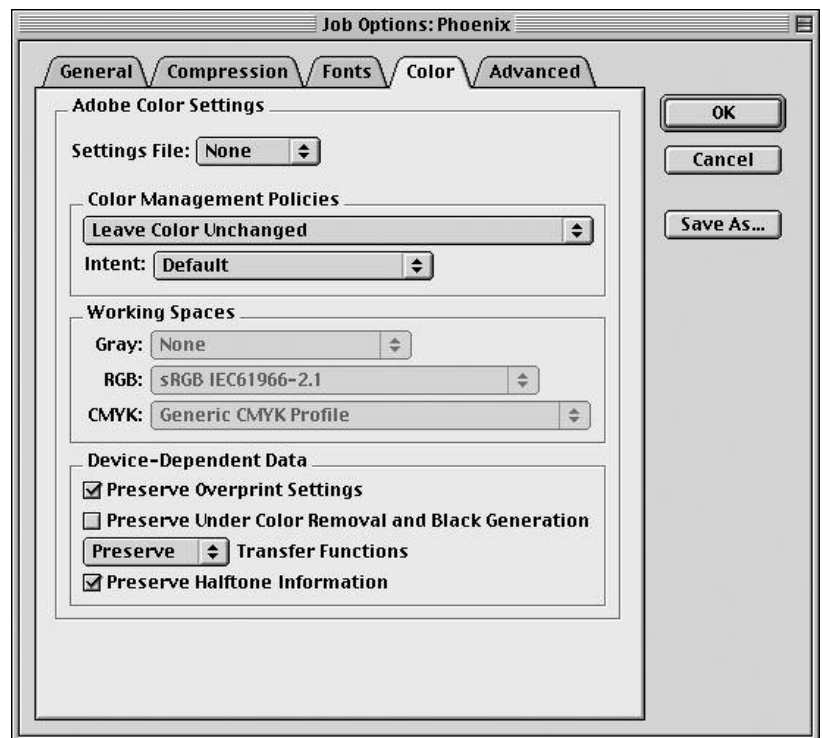 Job Options: Phoenix
General Compression Fonts Color Advanced
Adobe Color Settings
Settings File: None
Color Management Policies
Leave Color Unchanged
Intent: Default
Working Spaces
Gray: None
RGB: sRGB IEC61966-2.1
CMYK: Generic CMYK Profile
Device-Dependent Data
Preserve Overprint Settings
Preserve Under Color Removal and Black Generation
Preserve Transfer Functions
Preserve Halftone Information
OK
Cancel
Save As...